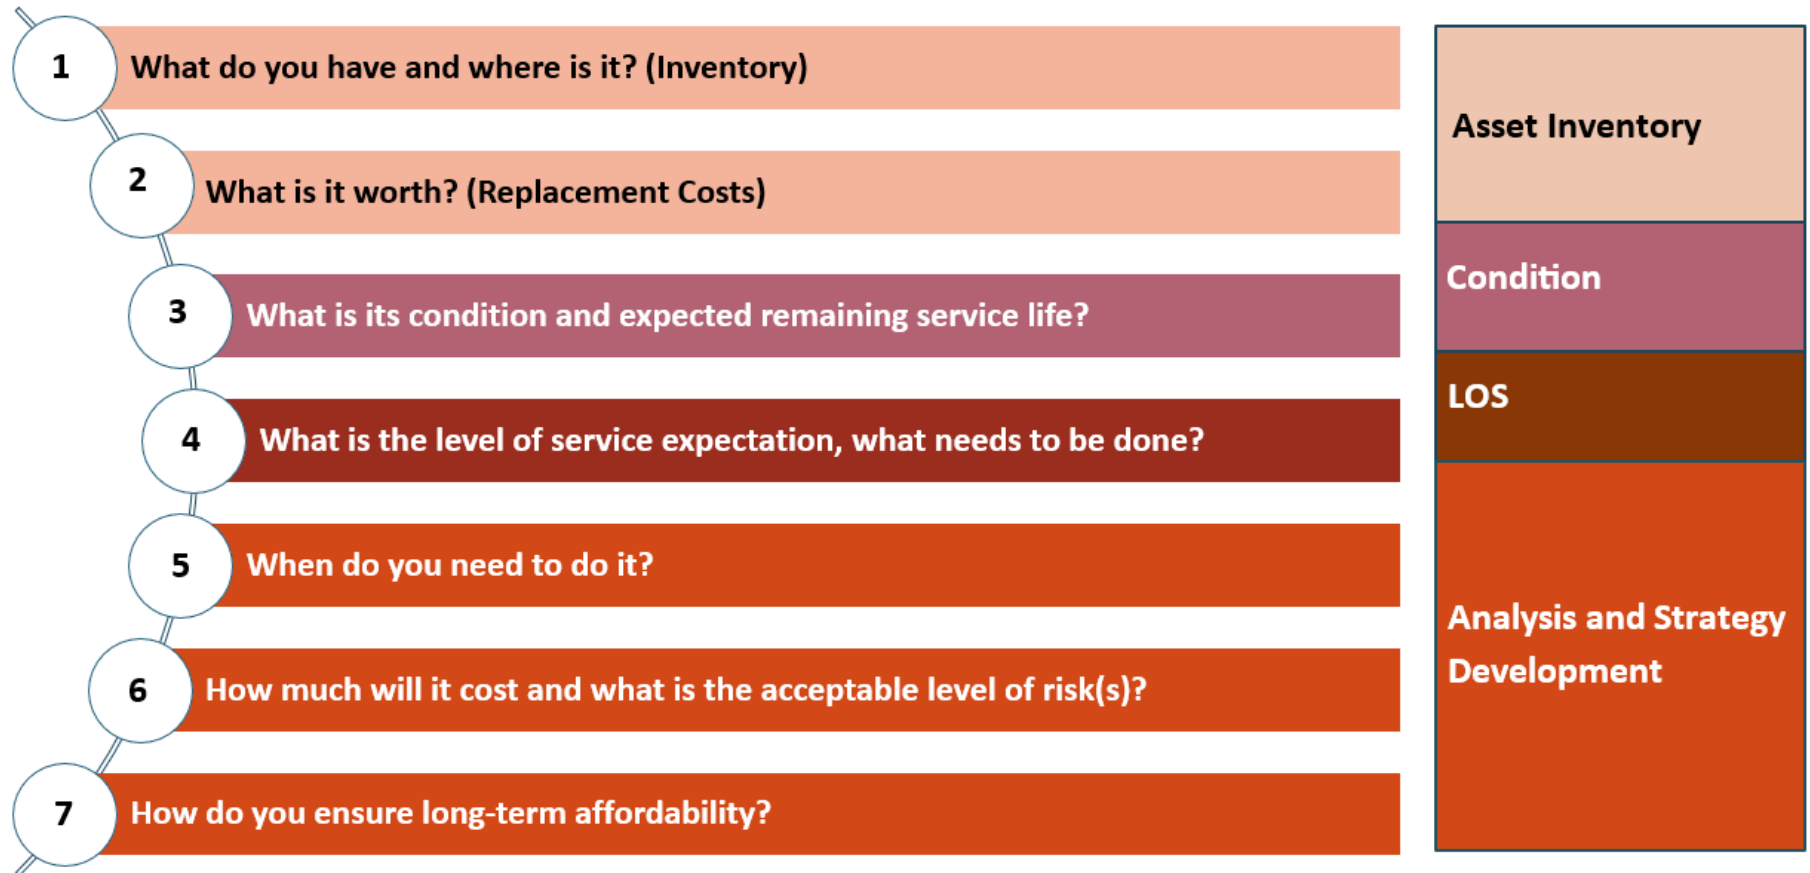 1
What do you have and where is it? (Inventory)
2
What is it worth? (Replacement Costs)
3
What is its condition and expected remaining service life?
4
What is the level of service expectation, what needs to be done?
5
When do you need to do it?
6
How much will it cost and what is the acceptable level of risk(s)?
7
How do you ensure long-term affordability?
Asset Inventory
Condition
LOS
Analysis and Strategy
Development